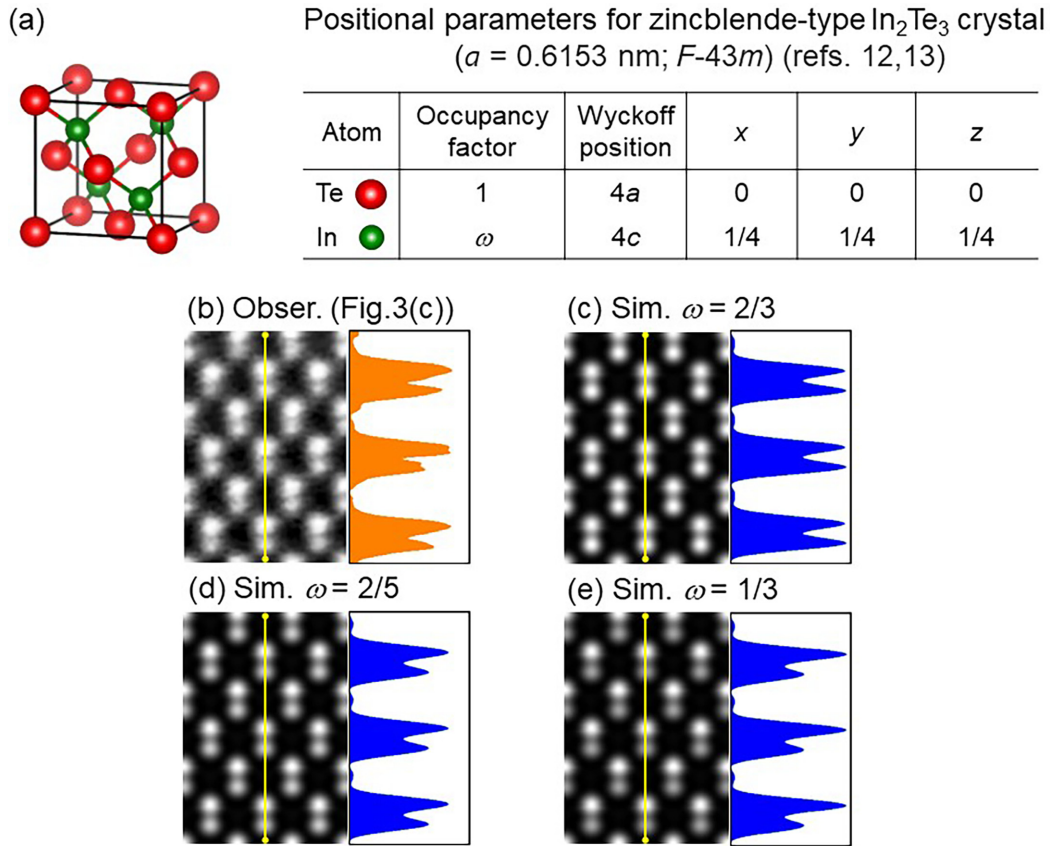 (a)
Positional parameters for zincblende-type In₂Te₃ crystal
(a = 0.6153 nm; F-43m) (refs. 12,13)
Atom Occupancy factor Wyckoff position x y z
Te 1 4a 0 0 0
In ω 4c 1/4 1/4 1/4
(b) Obser. (Fig.3(c))
(c) Sim. ω = 2/3
(d) Sim. ω = 2/5
(e) Sim. ω = 1/3